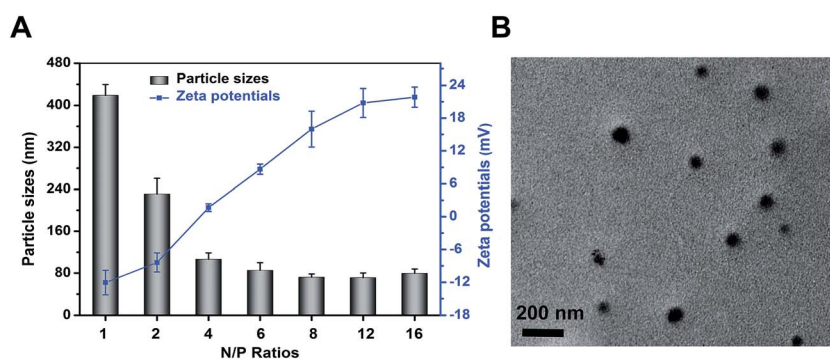 A
B
480
400
320
240
160
80
0
Particle sizes (nm)
Particle sizes
Zeta potentials
24
18
12
6
0
-6
-12
-18
Zeta potentials (mV)
1 2 4 6 8 12 16
N/P Ratios
200 nm